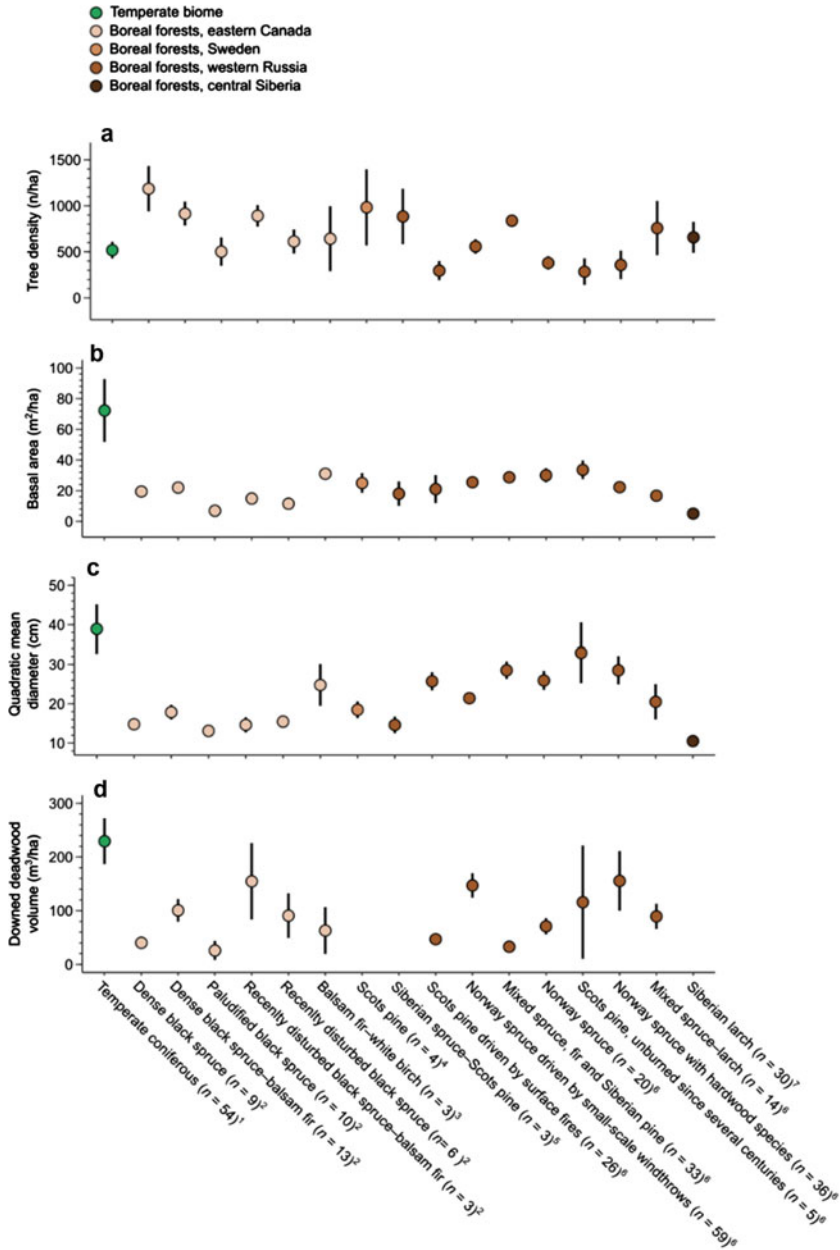 Temperate biome
Boreal forests, eastern Canada
Boreal forests, Sweden
Boreal forests, western Russia
Boreal forests, central Siberia
a
Tree density (n/ha)
1500
1000
500
0
b
Basal area (m²/ha)
100
80
60
40
20
0
c
Quadratic mean
diameter (cm)
50
40
30
20
10
d
Downed deadwood
volume (m³/ha)
300
200
100
0
Temperate coniferous (n = 54)¹
Dense black spruce (n = 9)²
Dense black spruce–balsam fir (n = 13)²
Paludified black spruce (n = 10)²
Recently disturbed black spruce–balsam fir (n = 3)²
Recently disturbed black spruce (n= 6 )²
Balsam fir–white birch (n = 3)³
Scots pine (n = 4)⁴
Siberian spruce–Scots pine (n = 3)⁵
Scots pine driven by surface fires (n = 26)⁶
Norway spruce driven by small-scale windthrows (n = 59)⁶
Mixed spruce, fir and Siberian pine (n = 33)⁶
Norway spruce (n = 20)⁶
Scots pine, unburned since several centuries (n = 5)⁶
Norway spruce with hardwood species (n = 36)⁶
Mixed spruce–larch (n = 14)⁶
Siberian larch (n = 30)⁷